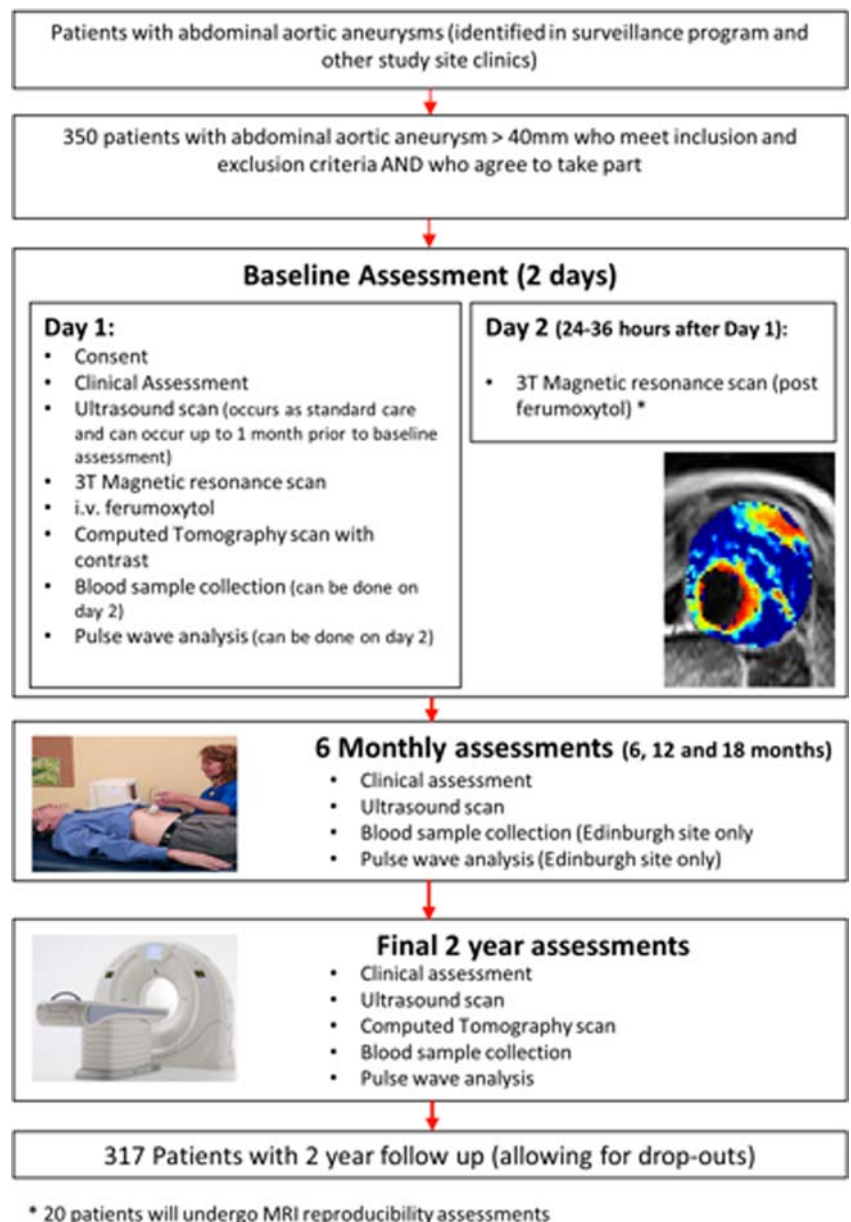 Patients with abdominal aortic aneurysms (identified in surveillance program and
other study site clinics)
350 patients with abdominal aortic aneurysm > 40mm who meet inclusion and
exclusion criteria AND who agree to take part
Baseline Assessment (2 days)
Day 1:
• Consent
• Clinical Assessment
• Ultrasound scan (occurs as standard care
and can occur up to 1 month prior to baseline
assessment)
• 3T Magnetic resonance scan
• i.v. ferumoxytol
• Computed Tomography scan with
contrast
• Blood sample collection (can be done on
day 2)
• Pulse wave analysis (can be done on day 2)
Day 2 (24-36 hours after Day 1):
• 3T Magnetic resonance scan (post
ferumoxytol) *
6 Monthly assessments (6, 12 and 18 months)
• Clinical assessment
• Ultrasound scan
• Blood sample collection (Edinburgh site only
• Pulse wave analysis (Edinburgh site only)
Final 2 year assessments
• Clinical assessment
• Ultrasound scan
• Computed Tomography scan
• Blood sample collection
• Pulse wave analysis
317 Patients with 2 year follow up (allowing for drop-outs)
* 20 patients will undergo MRI reproducibility assessments